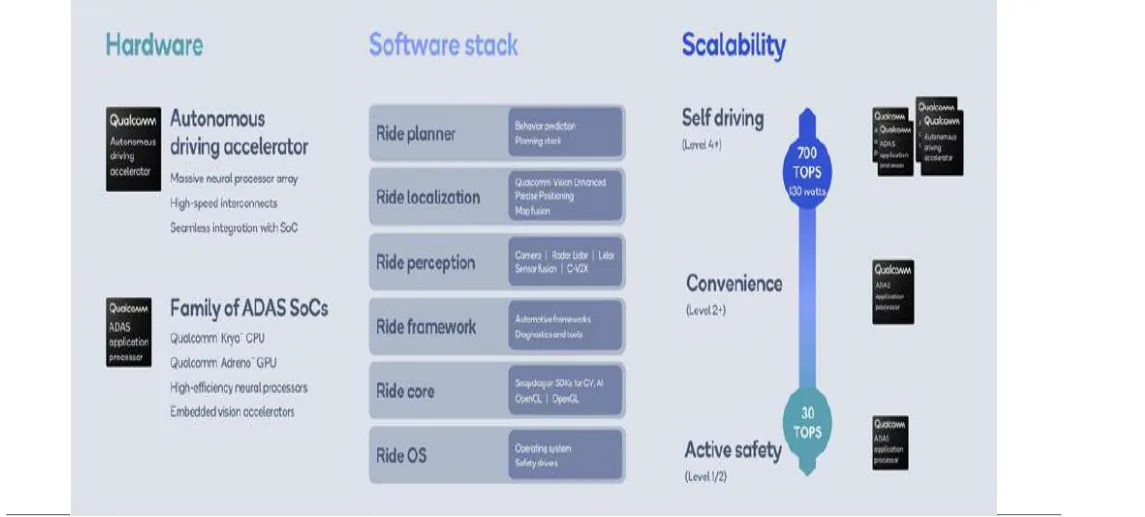 Hardware
Qualcomm
Autonomous
driving
accelerator
Autonomous
driving accelerator
Massive neural processor array
High-speed interconnects
Seamless integration with SoC
Qualcomm
ADAS
application
processor
Family of ADAS SoCs
Qualcomm Kryo™ CPU
Qualcomm Adreno™ GPU
High-efficiency neural processors
Embedded vision accelerators
Software stack
Ride planner
Behavior prediction
Planning stack
Ride localization
Qualcomm Vision Enhanced
Precise Positioning
Map fusion
Ride perception
Camera | Radar Lidar | Lidar
Sensor fusion | C-V2X
Ride framework
Automotive frameworks
Diagnostics and tools
Ride core
Snapdragon SDKs for CV, AI
OpenCL | OpenGL
Ride OS
Operating system
Safety drivers
Scalability
Self driving
(Level 4+)
700
TOPS
130 watts
Qualcomm
Qualcomm
ADAS
application
processor
Qualcomm
Qualcomm
Autonomous
driving
accelerator
Convenience
(Level 2+)
Qualcomm
ADAS
application
processor
30
TOPS
Active safety
(Level 1/2)
Qualcomm
ADAS
application
processor